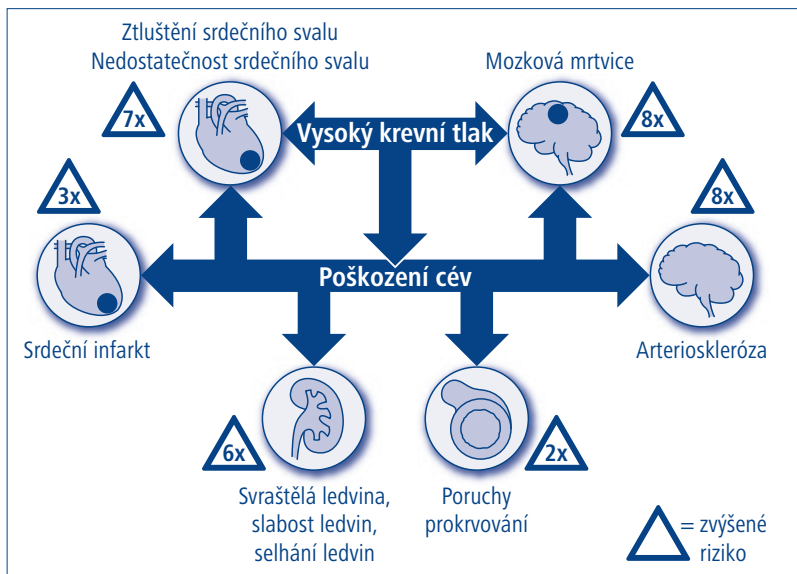 Ztluštění srdečního svalu
Nedostatečnost srdečního svalu
Mozková mrtvice
7x
Vysoký krevní tlak
8x
3x
8x
Poškození cév
Srdeční infarkt
Arterioskleróza
6x
2x
Svraštělá ledvina,
slabost ledvin,
selhání ledvin
Poruchy
prokrvování
= zvýšené
riziko